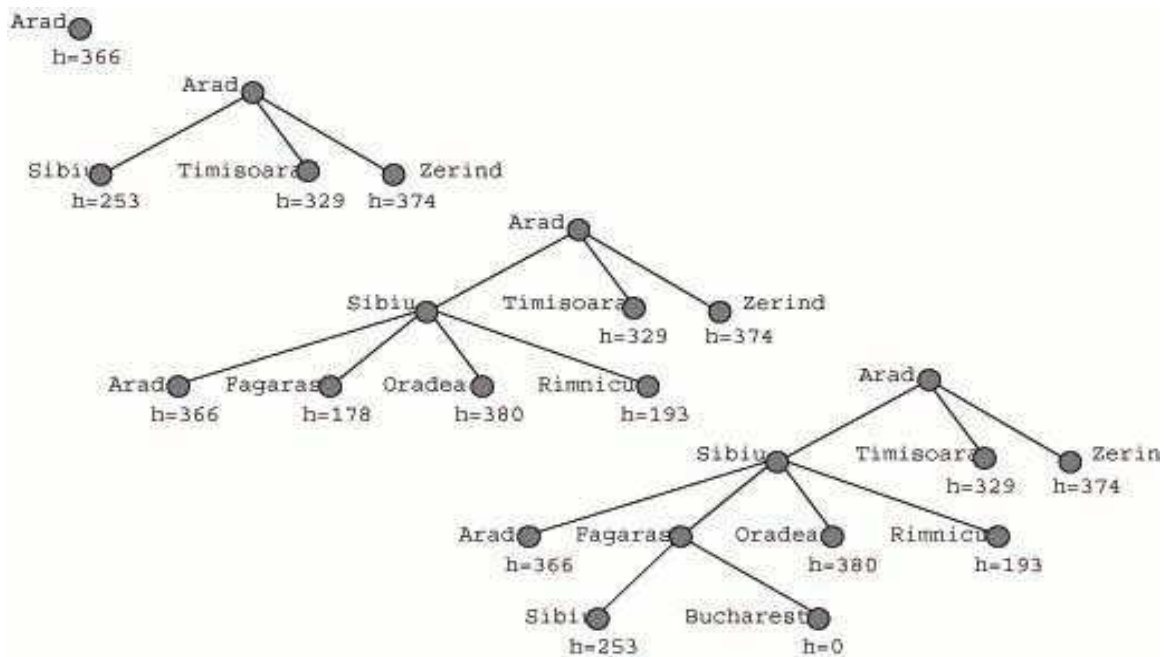 Arad
h=366
Arad
Sibiu Timisoara Zerind
h=253 h=329 h=374
Arad
Sibiu Timisoara Zerind
h=329 h=374
Arad Fagaras Oradea Rimnicu
h=366 h=178 h=380 h=193
Arad
Sibiu Timisoara Zerin
h=329 h=374
Arad Fagaras Oradea Rimnicu
h=366 h=380 h=193
Sibiu Bucharest
h=253 h=0